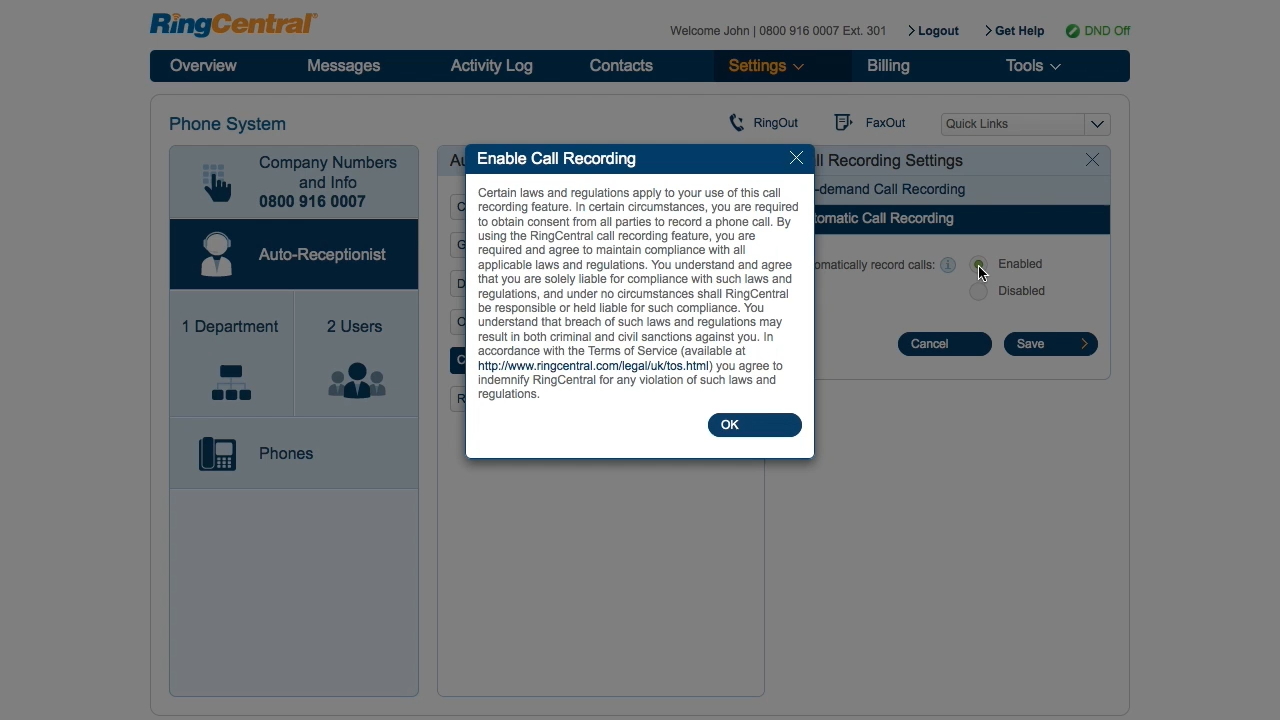 RingCentral
Welcome John | 0800 916 0007 Ext. 301
Logout
Get Help
DND Off
Overview
Messages
Activity Log
Contacts
Settings
Billing
Tools
Phone System
RingOut
FaxOut
Quick Links
Company Numbers
and Info
0800 916 0007
Auto-Receptionist
1 Department
2 Users
Phones
Enable Call Recording
Certain laws and regulations apply to your use of this call
recording feature. In certain circumstances, you are required
to obtain consent from all parties to record a phone call. By
using the RingCentral call recording feature, you are
required and agree to maintain compliance with all
applicable laws and regulations. You understand and agree
that you are solely liable for compliance with such laws and
regulations, and under no circumstances shall RingCentral
be responsible or held liable for such compliance. You
understand that breach of such laws and regulations may
result in both criminal and civil sanctions against you. In
accordance with the Terms of Service (available at
http://www.ringcentral.com/legal/uk/tos.html) you agree to
indemnify RingCentral for any violation of such laws and
regulations.
OK
ll Recording Settings
-demand Call Recording
tomatic Call Recording
omatically record calls:
Enabled
Disabled
Cancel
Save